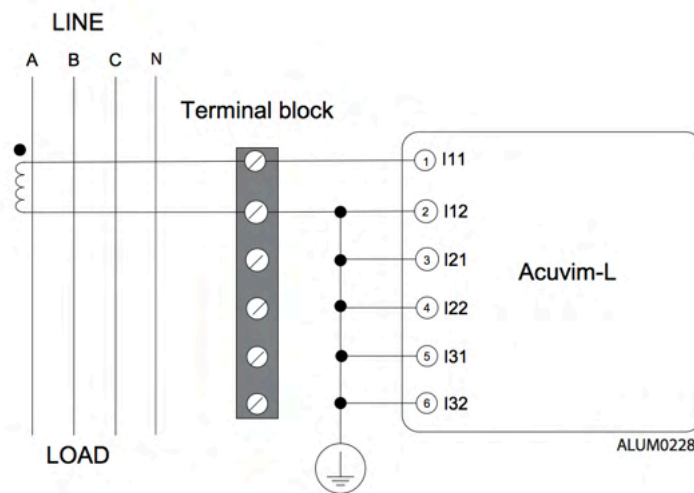 LINE
A B C N
Terminal block
1 I11
2 I12
3 I21
4 I22
5 I31
6 I32
Acuvim-L
ALUM0228
LOAD